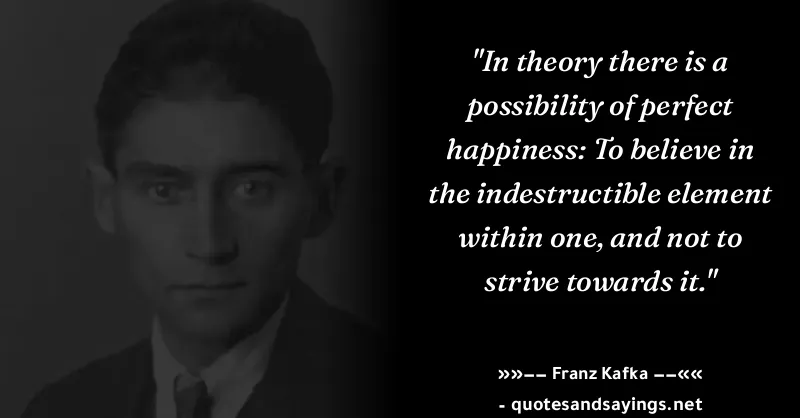 "In theory there is a
possibility of perfect
happiness: To believe in
the indestructible element
within one, and not to
strive towards it."
»»–– Franz Kafka ––««
- quotesandsayings.net